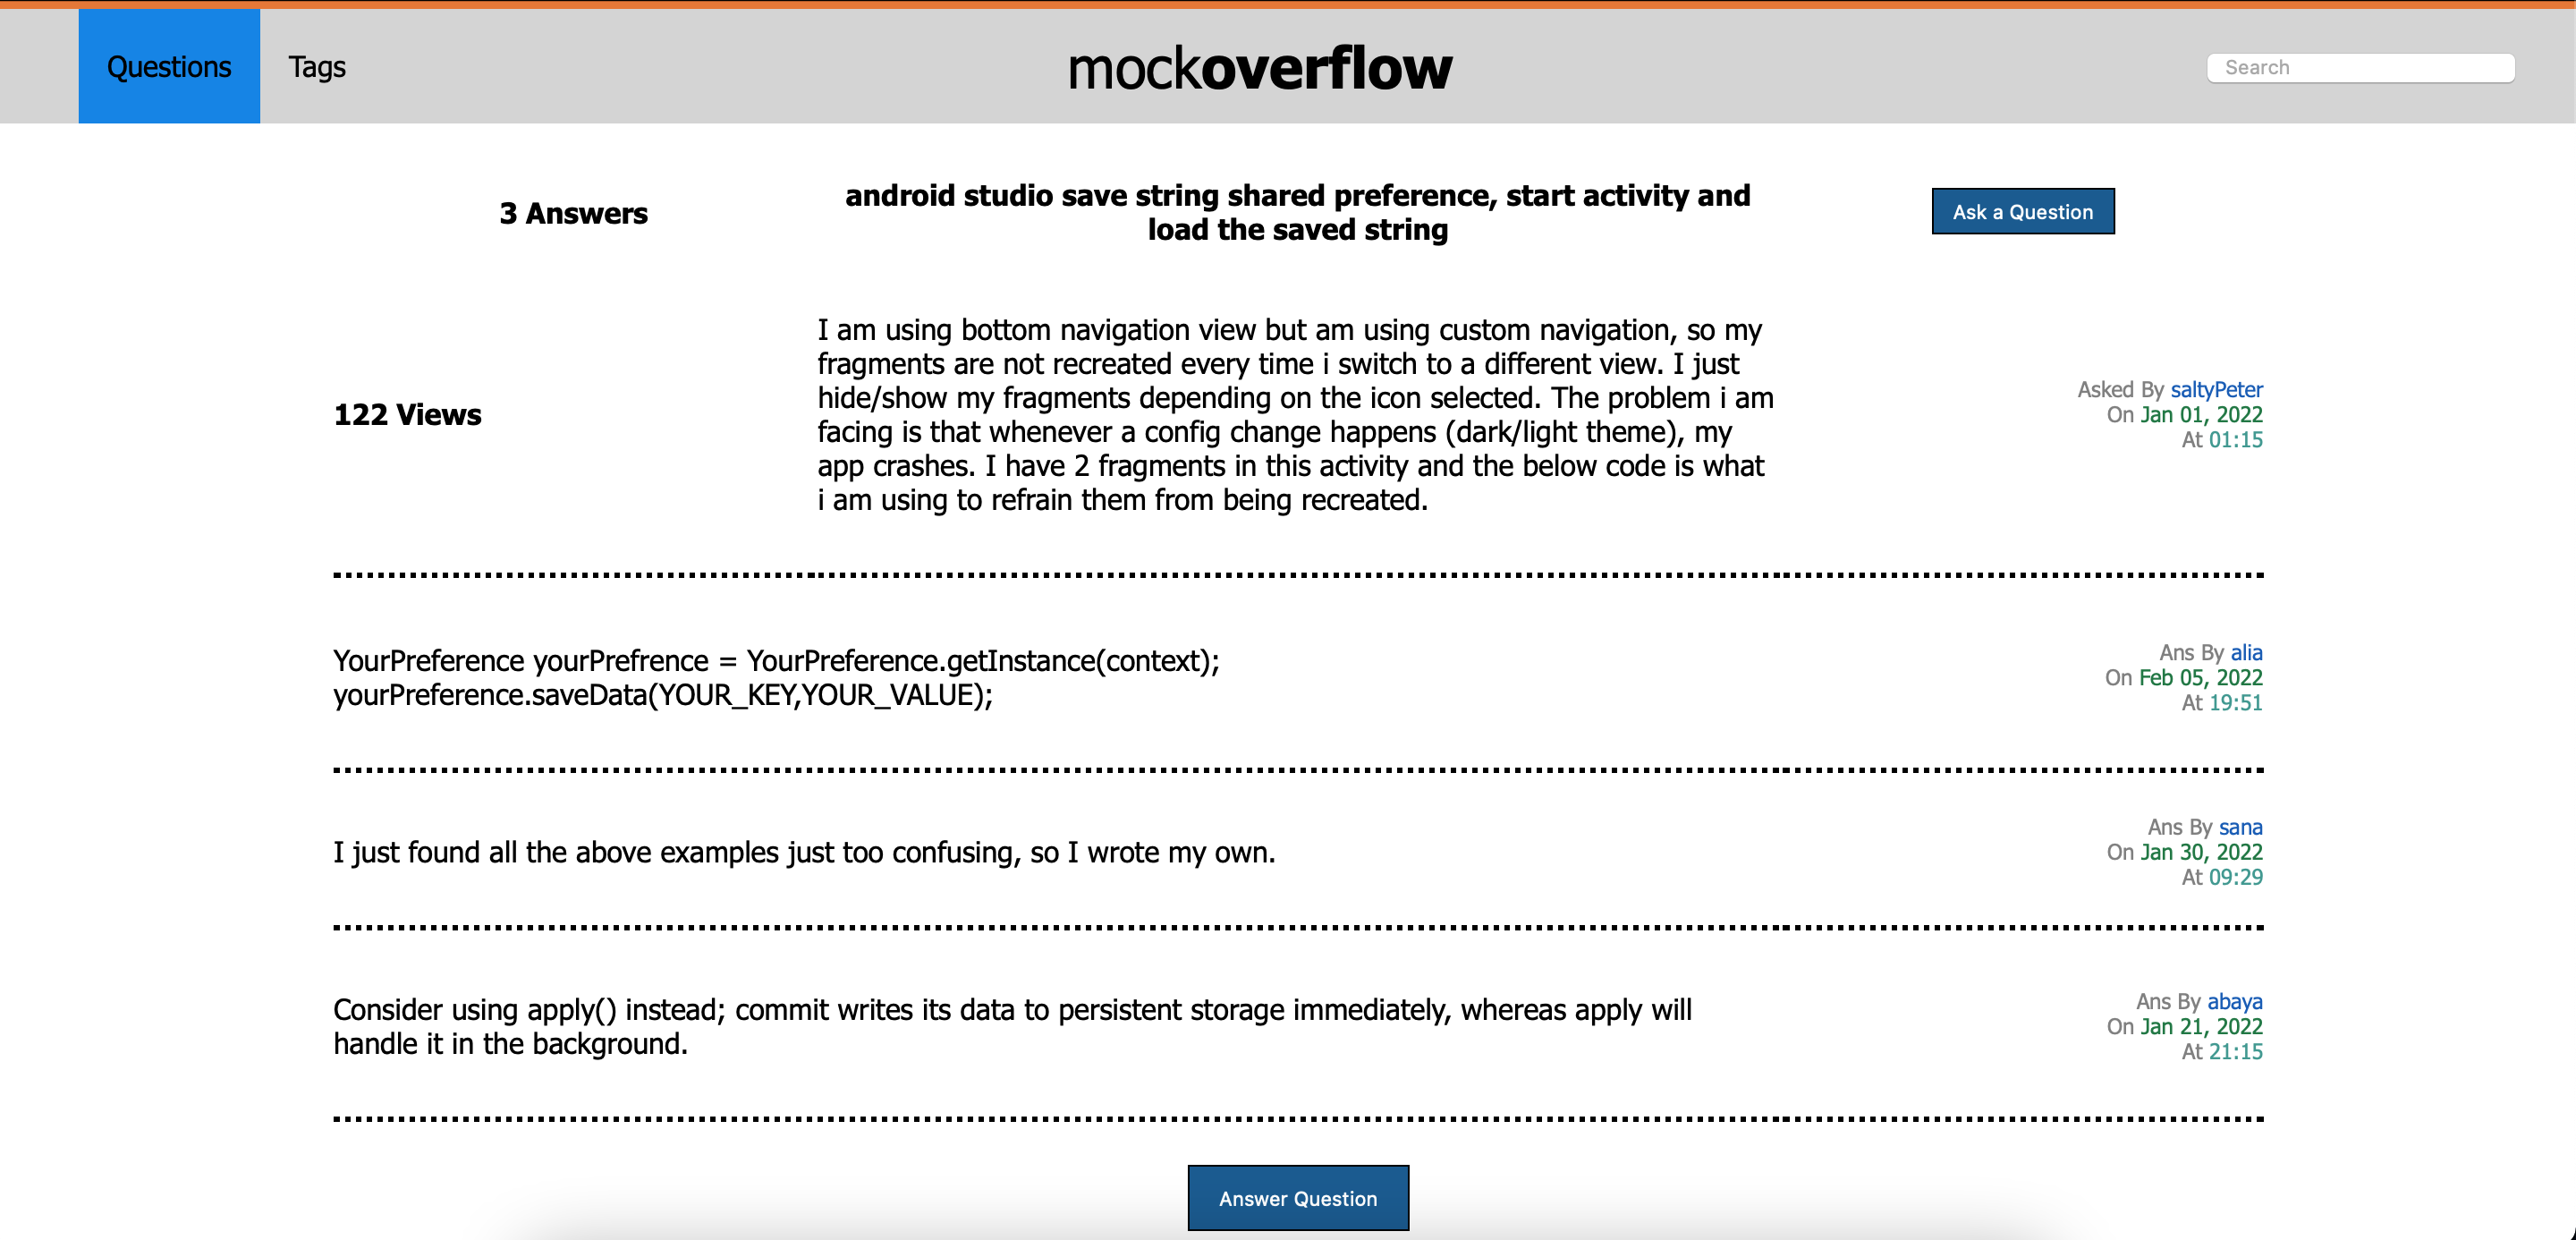 Questions
Tags
mockoverflow
Search
3 Answers
android studio save string shared preference, start activity and
load the saved string
Ask a Question
122 Views
I am using bottom navigation view but am using custom navigation, so my
fragments are not recreated every time i switch to a different view. I just
hide/show my fragments depending on the icon selected. The problem i am
facing is that whenever a config change happens (dark/light theme), my
app crashes. I have 2 fragments in this activity and the below code is what
i am using to refrain them from being recreated.
Asked By saltyPeter
On Jan 01, 2022
At 01:15
YourPreference yourPrefrence = YourPreference.getInstance(context);
yourPreference.saveData(YOUR_KEY,YOUR_VALUE);
Ans By alia
On Feb 05, 2022
At 19:51
I just found all the above examples just too confusing, so I wrote my own.
Ans By sana
On Jan 30, 2022
At 09:29
Consider using apply() instead; commit writes its data to persistent storage immediately, whereas apply will
handle it in the background.
Ans By abaya
On Jan 21, 2022
At 21:15
Answer Question